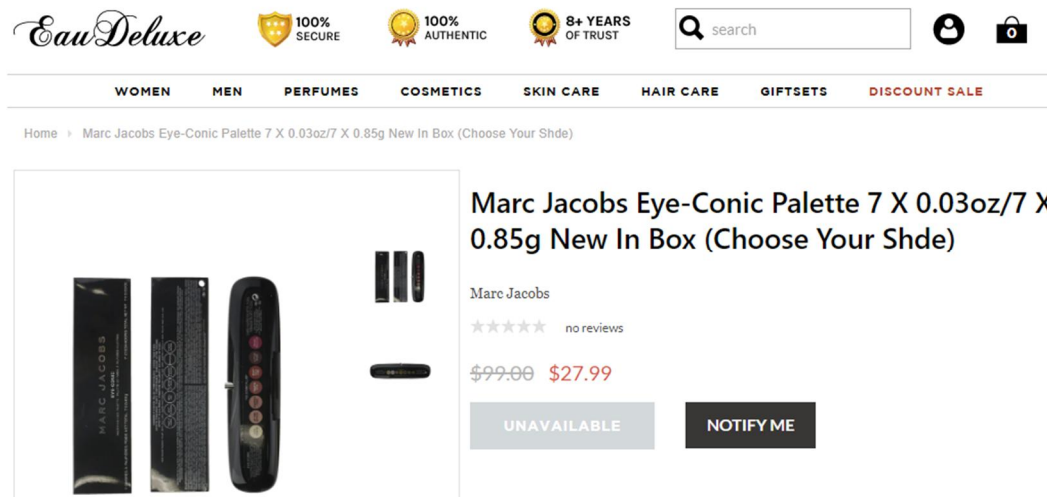 EauDeluxe
100%
SECURE
100%
AUTHENTIC
8+ YEARS
OF TRUST
search
0
WOMEN MEN PERFUMES COSMETICS SKIN CARE HAIR CARE GIFTSETS DISCOUNT SALE
Home Marc Jacobs Eye-Conic Palette 7 X 0.03oz/7 X 0.85g New In Box (Choose Your Shde)
MARC JACOBS
Marc Jacobs Eye-Conic Palette 7 X 0.03oz/7 X
0.85g New In Box (Choose Your Shde)
Marc Jacobs
no reviews
$99.00 $27.99
UNAVAILABLE NOTIFY ME